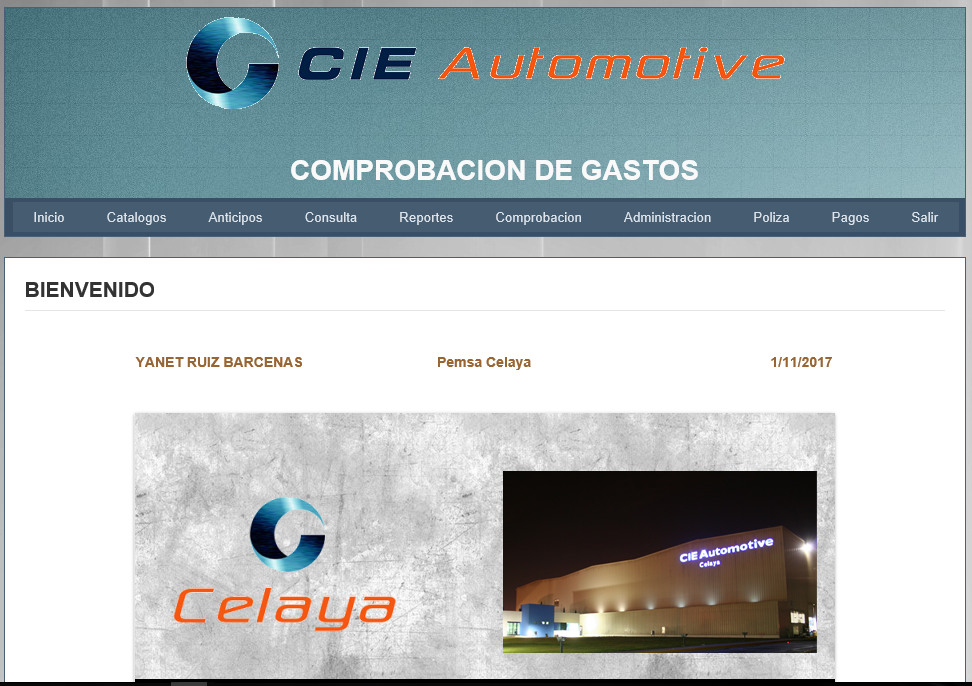 CIE Automotive
COMPROBACION DE GASTOS
Inicio Catalogos Anticipos Consulta Reportes Comprobacion Administracion Poliza Pagos Salir
BIENVENIDO
YANET RUIZ BARCENAS Pemsa Celaya 1/11/2017
CIE Automotive
Celaya
Celaya